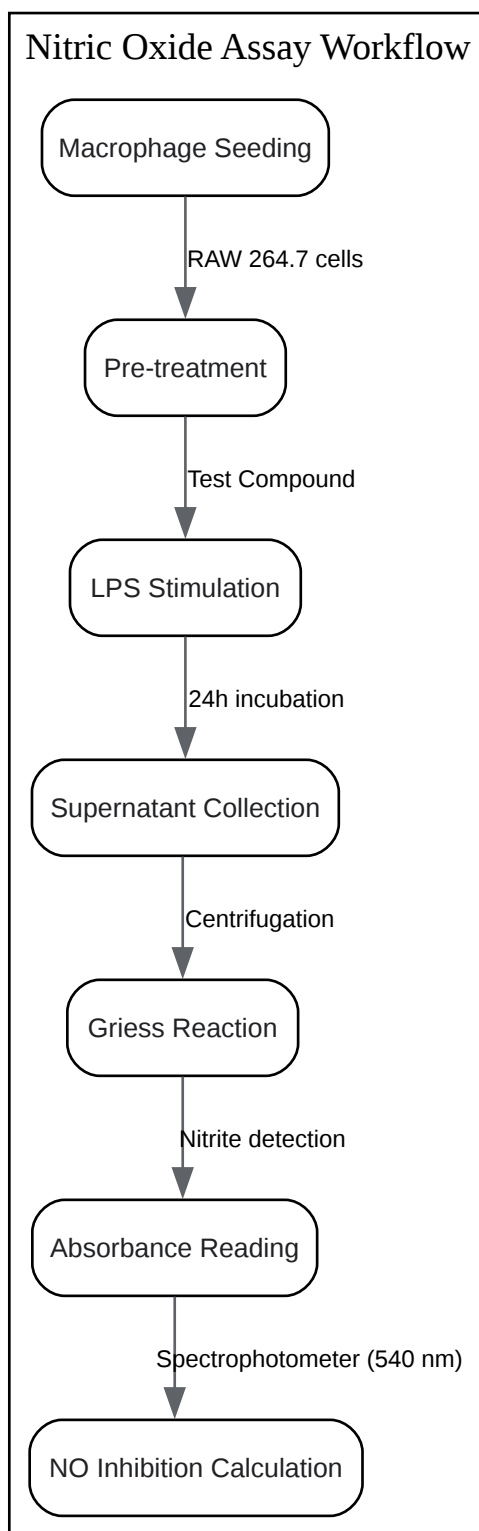 Nitric Oxide Assay Workflow
Macrophage Seeding
RAW 264.7 cells
Pre-treatment
Test Compound
LPS Stimulation
24h incubation
Supernatant Collection
Centrifugation
Griess Reaction
Nitrite detection
Absorbance Reading
Spectrophotometer (540 nm)
NO Inhibition Calculation